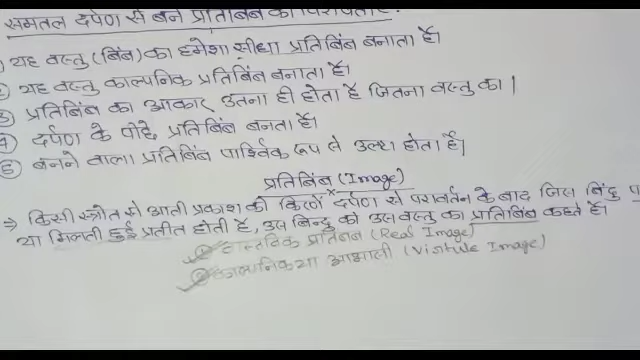 समतल दर्पण से बने प्रतिबिंब की विशेषताएँ:
यह वस्तु (बिंब) का हमेशा सीधा प्रतिबिंब बनाता है।
② यह वस्तु काल्पनिक प्रतिबिंब बनाता है।
③ प्रतिबिंब का आकार उतना ही होता है जितना वस्तु का।
④ दर्पण के पीछे प्रतिबिंब बनता है।
⑤ बनने वाला प्रतिबिंब पार्श्विक रूप से उल्टा होता है।
प्रतिबिंब (Image)
⇒ किसी स्त्रोत से आती प्रकाश की किरणें दर्पण से परावर्तन के बाद जिस बिंदु प
या मिलती हुई प्रतीत होती है, उस बिन्दु को उस वस्तु का प्रतिबिंब कहते है।
वास्तविक प्रतिबिंब (Real Image)
काल्पनिक या आभासी (Virtule Image)